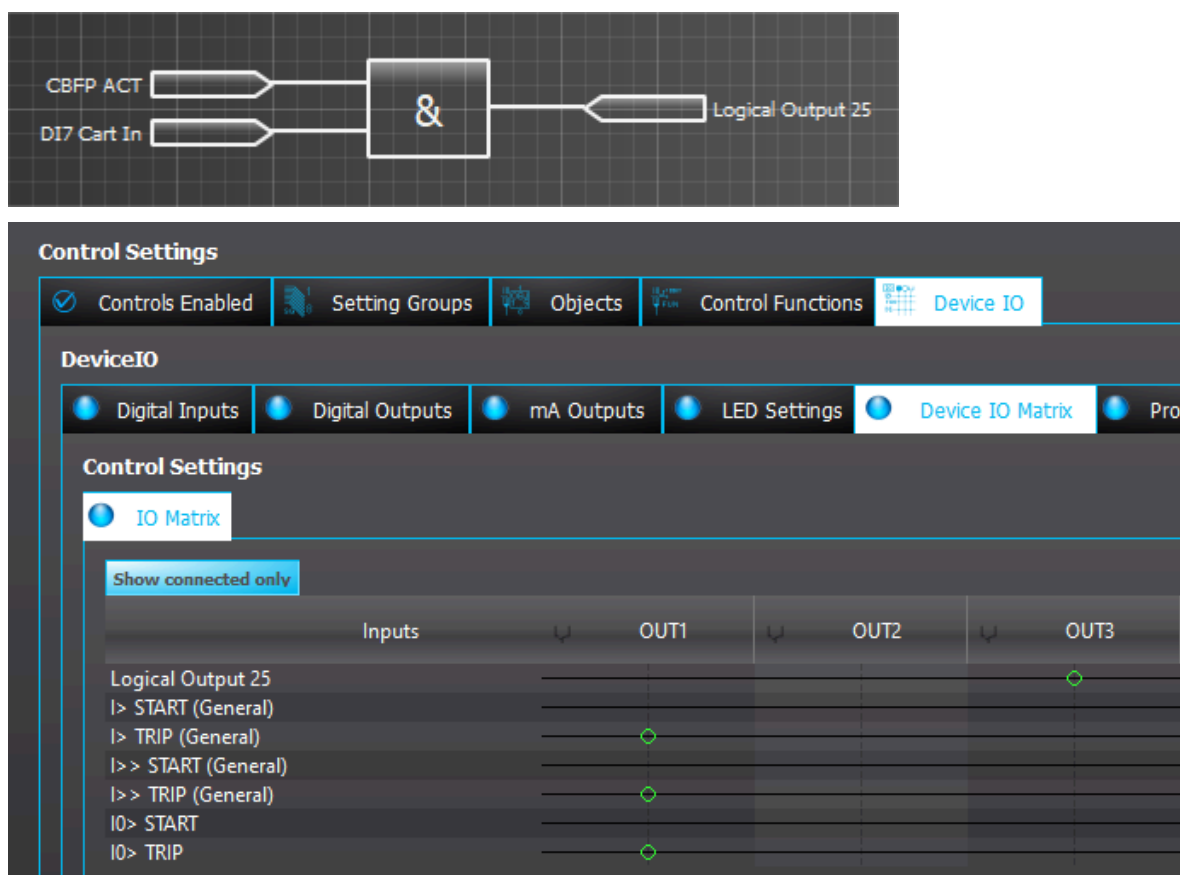 CBFP ACT
&
Logical Output 25
DI7 Cart In
Control Settings
Controls Enabled Setting Groups Objects Control Functions Device IO
DeviceIO
Digital Inputs Digital Outputs mA Outputs LED Settings Device IO Matrix Pro
Control Settings
IO Matrix
Show connected only
Inputs OUT1 OUT2 OUT3
Logical Output 25
I> START (General)
I> TRIP (General)
I>> START (General)
I>> TRIP (General)
I0> START
I0> TRIP